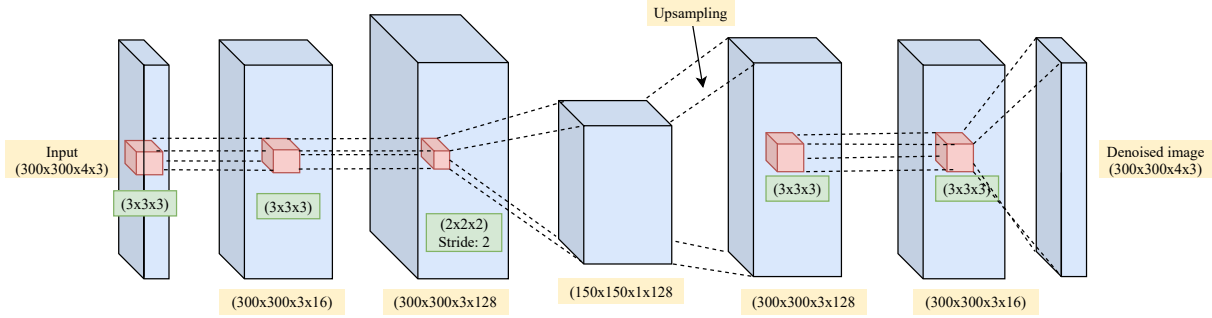 Upsampling
Input
(300x300x4x3)
(3x3x3)
(3x3x3)
(2x2x2)
Stride: 2
(3x3x3)
(3x3x3)
Denoised image
(300x300x4x3)
(300x300x3x16)
(300x300x3x128)
(150x150x1x128
(300x300x3x128)
(300x300x3x16)